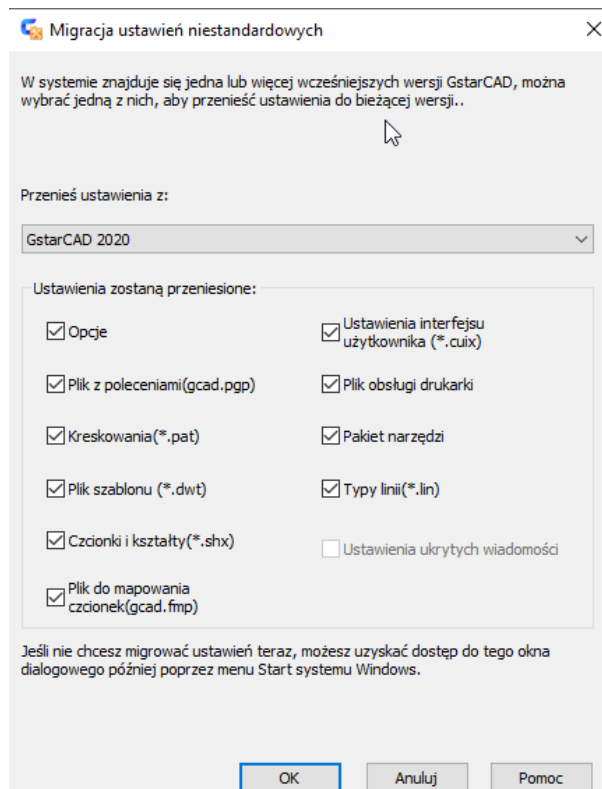 Migracja ustawień niestandardowych
W systemie znajduje się jedna lub więcej wcześniejszych wersji GstarCAD, można
wybrać jedną z nich, aby przenieść ustawienia do bieżącej wersji..
Przenieś ustawienia z:
GstarCAD 2020
Ustawienia zostaną przeniesione:
Opcje
Ustawienia interfejsu
użytkownika (*.cuix)
Plik z poleceniami(gcad.pgp)
Plik obsługi drukarki
Kreskowania(*.pat)
Pakiet narzędzi
Plik szablonu (*.dwt)
Typy linii(*.lin)
Czcionki i kształty(*.shx)
Ustawienia ukrytych wiadomości
Plik do mapowania
czcionek(gcad.fmp)
Jeśli nie chcesz migrować ustawień teraz, możesz uzyskać dostęp do tego okna
dialogowego później poprzez menu Start systemu Windows.
OK
Anuluj
Pomoc